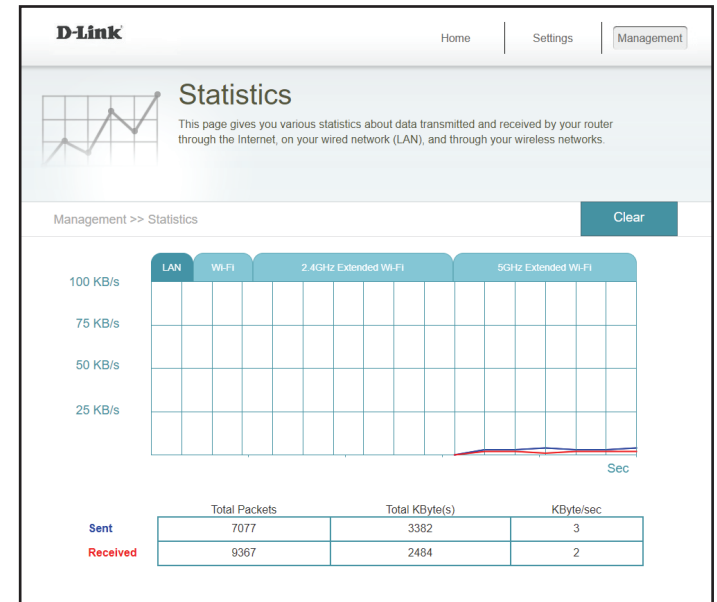 D-Link
Home Settings Management
Statistics
This page gives you various statistics about data transmitted and received by your router
through the Internet, on your wired network (LAN), and through your wireless networks.
Management >> Statistics Clear
LAN Wi-Fi 2.4GHz Extended Wi-Fi 5GHz Extended Wi-Fi
100 KB/s
75 KB/s
50 KB/s
25 KB/s
Sec
Total Packets Total KByte(s) KByte/sec
Sent 7077 3382 3
Received 9367 2484 2